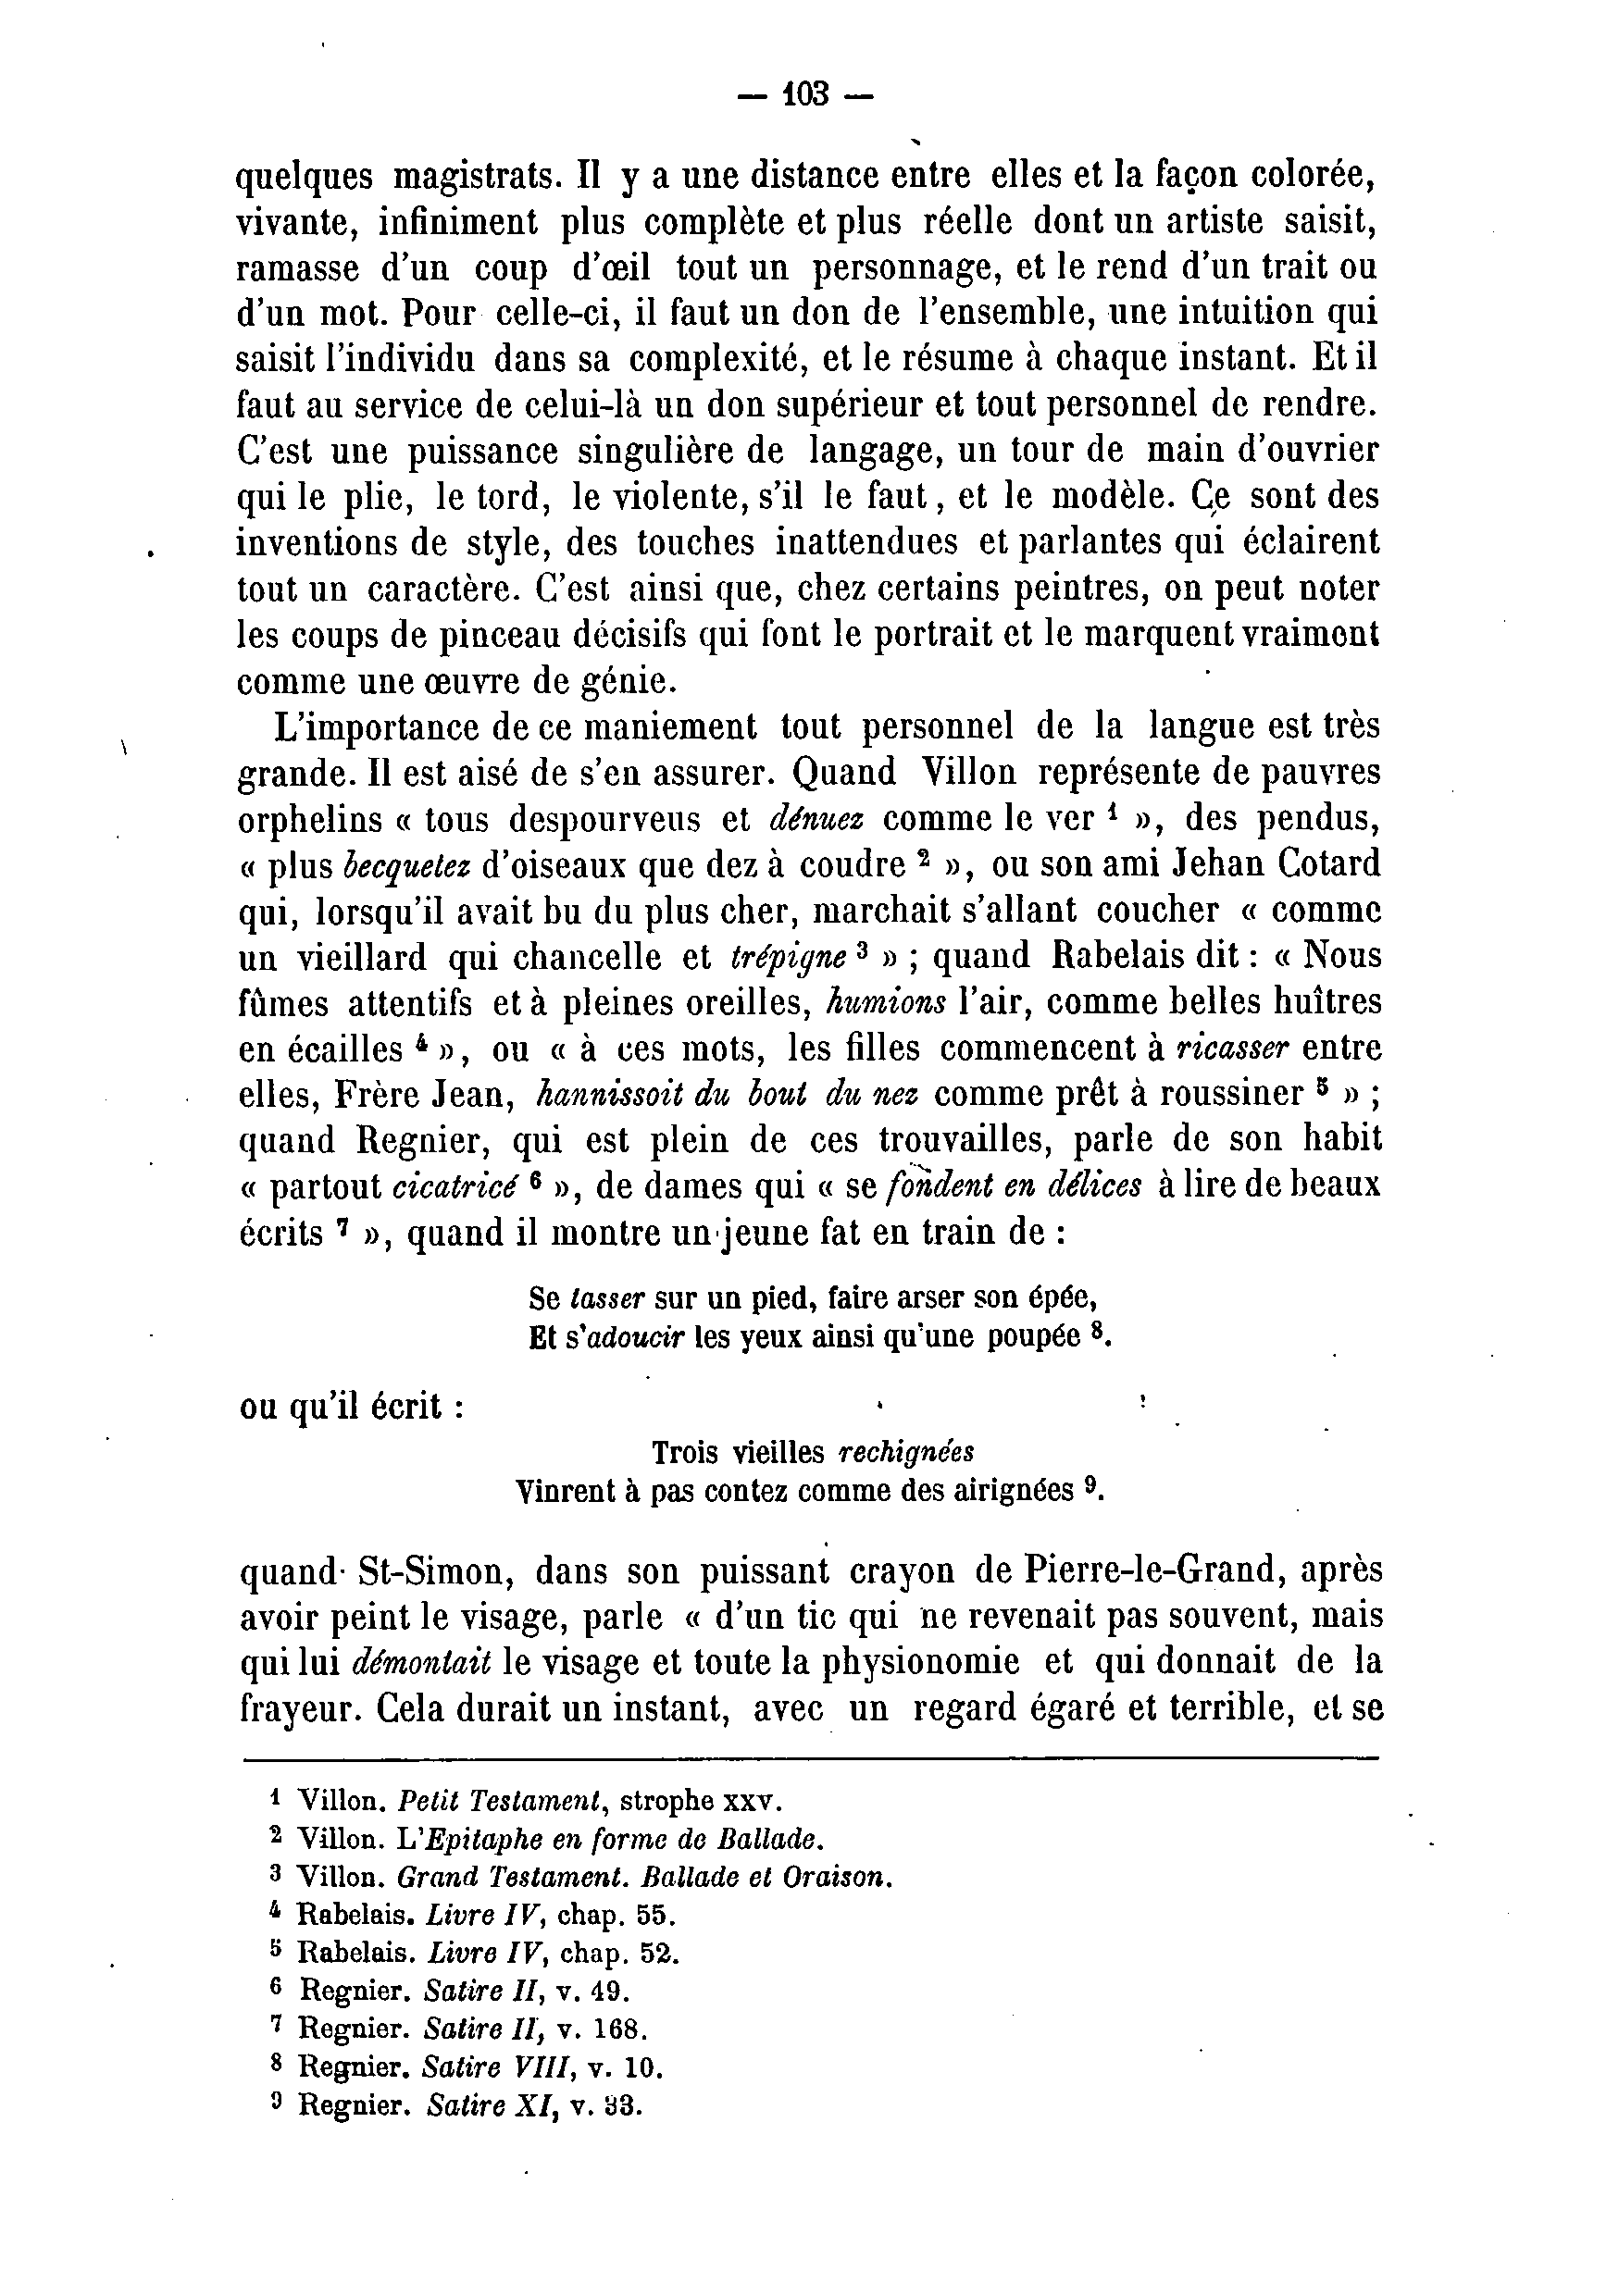 — 103 —
quelques magistrats. Il y a une distance entre elles et la façon colorée,
vivante, infiniment plus complète et plus réelle dont un artiste saisit,
ramasse d'un coup d'œil tout un personnage, et le rend d'un trait ou
d'un mot. Pour celle-ci, il faut un don de l'ensemble, une intuition qui
saisit l'individu dans sa complexité, et le résume à chaque instant. Et il
faut au service de celui-là un don supérieur et tout personnel de rendre.
C'est une puissance singulière de langage, un tour de main d'ouvrier
qui le plie, le tord, le violente, s'il le faut, et le modèle. Ce sont des
inventions de style, des touches inattendues et parlantes qui éclairent
tout un caractère. C'est ainsi que, chez certains peintres, on peut noter
les coups de pinceau décisifs qui font le portrait et le marquent vraiment
comme une œuvre de génie.
L'importance de ce maniement tout personnel de la langue est très
grande. Il est aisé de s'en assurer. Quand Villon représente de pauvres
orphelins « tous despourveus et dénuez comme le ver ¹ », des pendus,
« plus becquetez d'oiseaux que dez à coudre ² », ou son ami Jehan Cotard
qui, lorsqu'il avait bu du plus cher, marchait s'allant coucher « comme
un vieillard qui chancelle et trépigne ³ » ; quand Rabelais dit : « Nous
fûmes attentifs et à pleines oreilles, humions l'air, comme belles huîtres
en écailles ⁴ », ou « à ces mots, les filles commencent à ricasser entre
elles, Frère Jean, hannissoit du bout du nez comme prêt à roussiner ⁵ » ;
quand Regnier, qui est plein de ces trouvailles, parle de son habit
« partout cicatricé ⁶ », de dames qui « se fondent en délices à lire de beaux
écrits ⁷ », quand il montre un jeune fat en train de :
Se tasser sur un pied, faire arser son épée,
Et s'adoucir les yeux ainsi qu'une poupée ⁸.
ou qu'il écrit :
Trois vieilles rechignées
Vinrent à pas contez comme des airignées ⁹.
quand St-Simon, dans son puissant crayon de Pierre-le-Grand, après
avoir peint le visage, parle « d'un tic qui ne revenait pas souvent, mais
qui lui démontait le visage et toute la physionomie et qui donnait de la
frayeur. Cela durait un instant, avec un regard égaré et terrible, et se
¹ Villon. Petit Testament, strophe xxv.
² Villon. L'Epitaphe en forme de Ballade.
³ Villon. Grand Testament. Ballade et Oraison.
⁴ Rabelais. Livre IV, chap. 55.
⁵ Rabelais. Livre IV, chap. 52.
⁶ Regnier. Satire II, v. 49.
⁷ Regnier. Satire II, v. 168.
⁸ Regnier. Satire VIII, v. 10.
⁹ Regnier. Satire XI, v. 33.